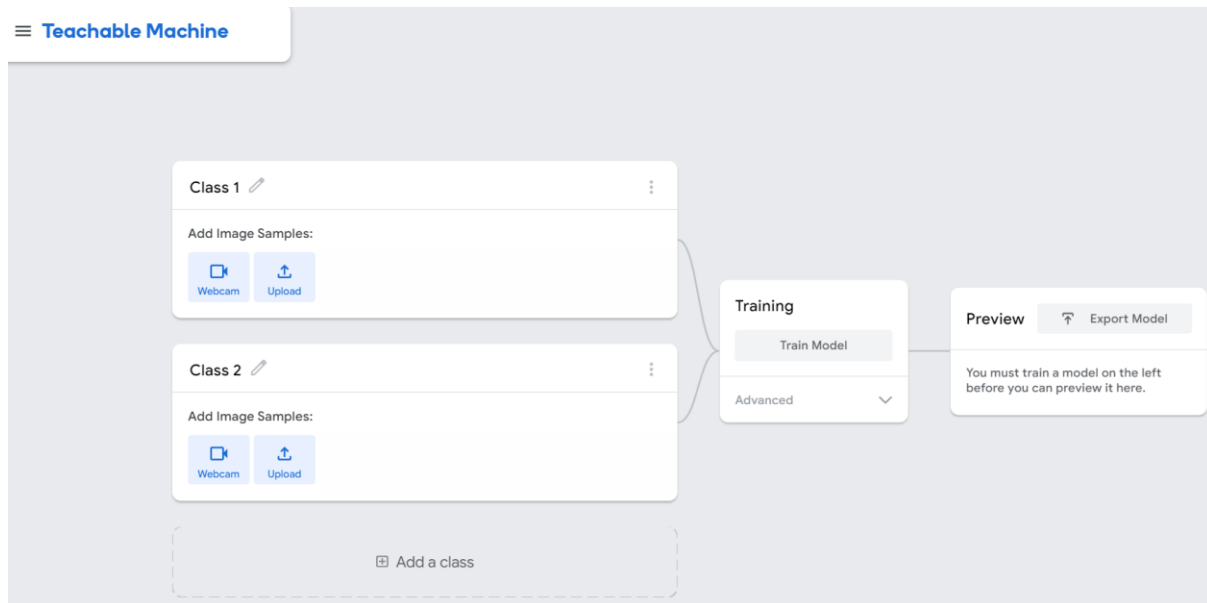 Teachable Machine
Class 1
Add Image Samples:
Webcam
Upload
Class 2
Add Image Samples:
Webcam
Upload
Add a class
Training
Train Model
Advanced
Preview
Export Model
You must train a model on the left
before you can preview it here.